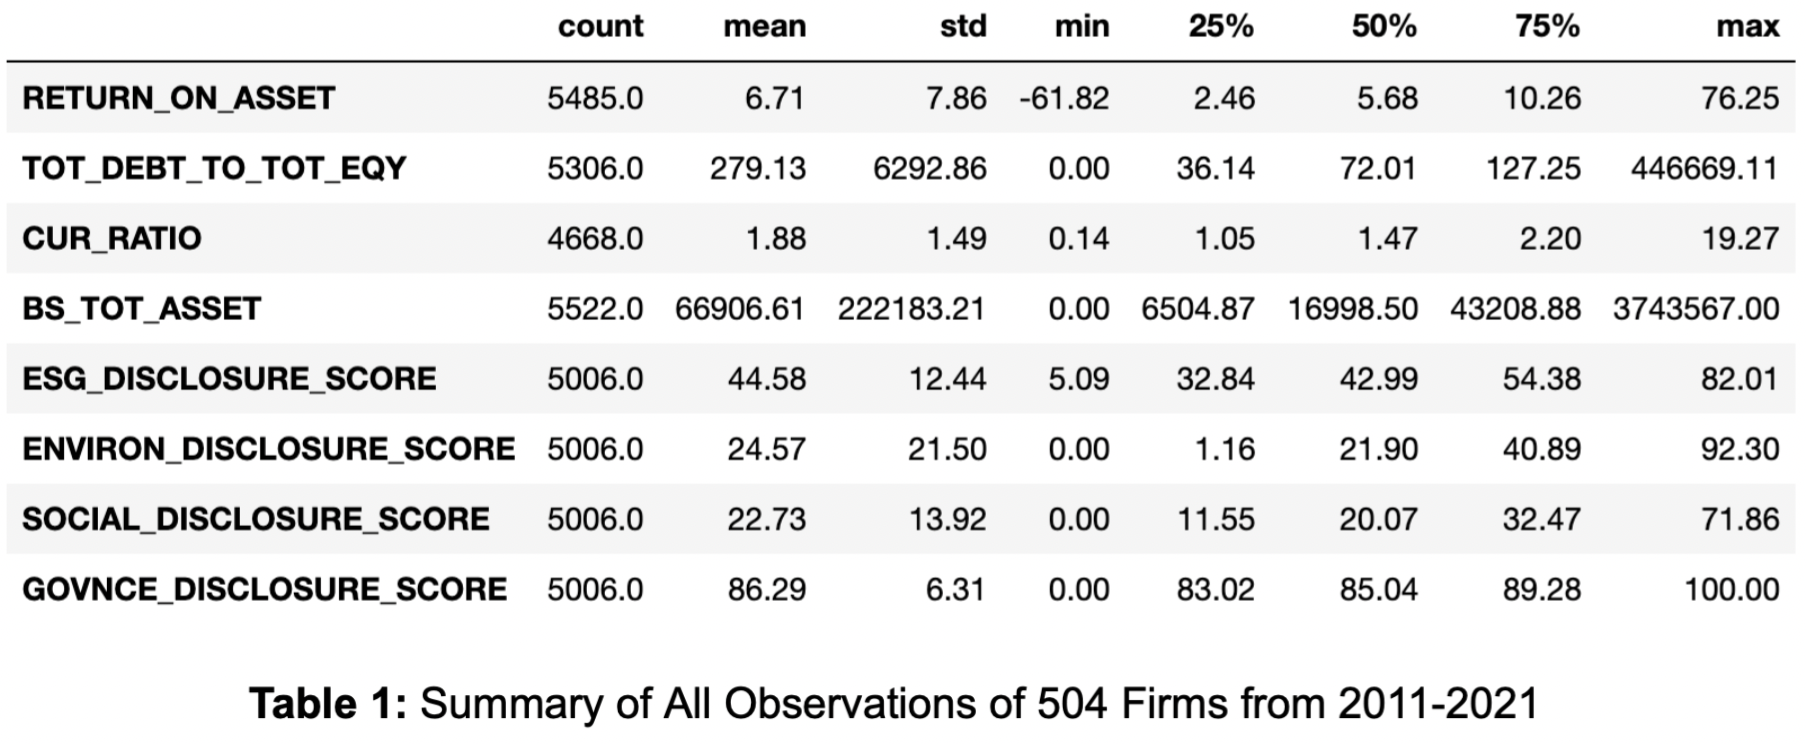 count mean std min 25% 50% 75% max
RETURN_ON_ASSET 5485.0 6.71 7.86 -61.82 2.46 5.68 10.26 76.25
TOT_DEBT_TO_TOT_EQY 5306.0 279.13 6292.86 0.00 36.14 72.01 127.25 446669.11
CUR_RATIO 4668.0 1.88 1.49 0.14 1.05 1.47 2.20 19.27
BS_TOT_ASSET 5522.0 66906.61 222183.21 0.00 6504.87 16998.50 43208.88 3743567.00
ESG_DISCLOSURE_SCORE 5006.0 44.58 12.44 5.09 32.84 42.99 54.38 82.01
ENVIRON_DISCLOSURE_SCORE 5006.0 24.57 21.50 0.00 1.16 21.90 40.89 92.30
SOCIAL_DISCLOSURE_SCORE 5006.0 22.73 13.92 0.00 11.55 20.07 32.47 71.86
GOVNCE_DISCLOSURE_SCORE 5006.0 86.29 6.31 0.00 83.02 85.04 89.28 100.00
Table 1: Summary of All Observations of 504 Firms from 2011-2021